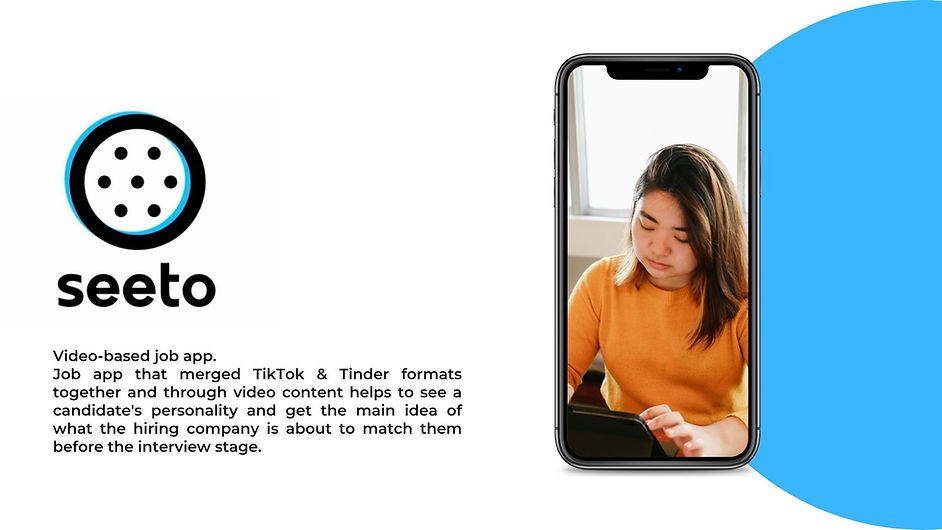 seeto
Video-based job app.
Job app that merged TikTok & Tinder formats
together and through video content helps to see a
candidate's personality and get the main idea of
what the hiring company is about to match them
before the interview stage.